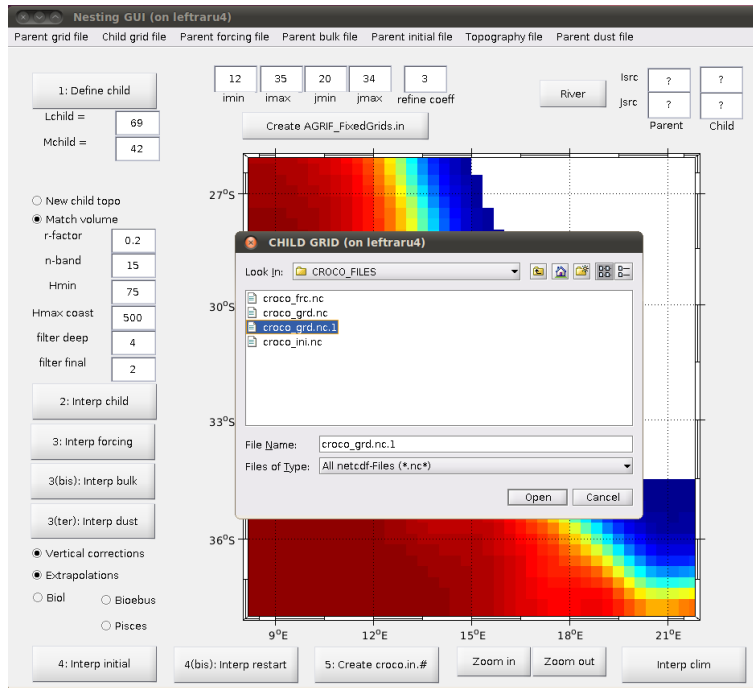 Nesting GUI (on leftraru4)
Parent grid file Child grid file Parent forcing file Parent bulk file Parent initial file Topography file Parent dust file
1: Define child
12 35 20 34 3
imin imax jmin jmax refine coeff
River
Isrc ? ?
Jsrc ? ?
Parent Child
Lchild = 69
Mchild = 42
Create AGRIF_FixedGrids.in
New child topo
Match volume
r-factor 0.2
n-band 15
Hmin 75
Hmax coast 500
filter deep 4
filter final 2
2: Interp child
3: Interp forcing
3(bis): Interp bulk
3(ter): Interp dust
Vertical corrections
Extrapolations
Biol Bioebus
Pisces
27°S
30°S
33°S
36°S
9°E 12°E 15°E 18°E 21°E
CHILD GRID (on leftraru4)
Look In: CROCO_FILES
croco_frc.nc
croco_grd.nc
croco_grd.nc.1
croco_ini.nc
File Name: croco_grd.nc.1
Files of Type: All netcdf-Files (*.nc*)
Open Cancel
4: Interp initial 4(bis): Interp restart 5: Create croco.in.# Zoom in Zoom out Interp clim